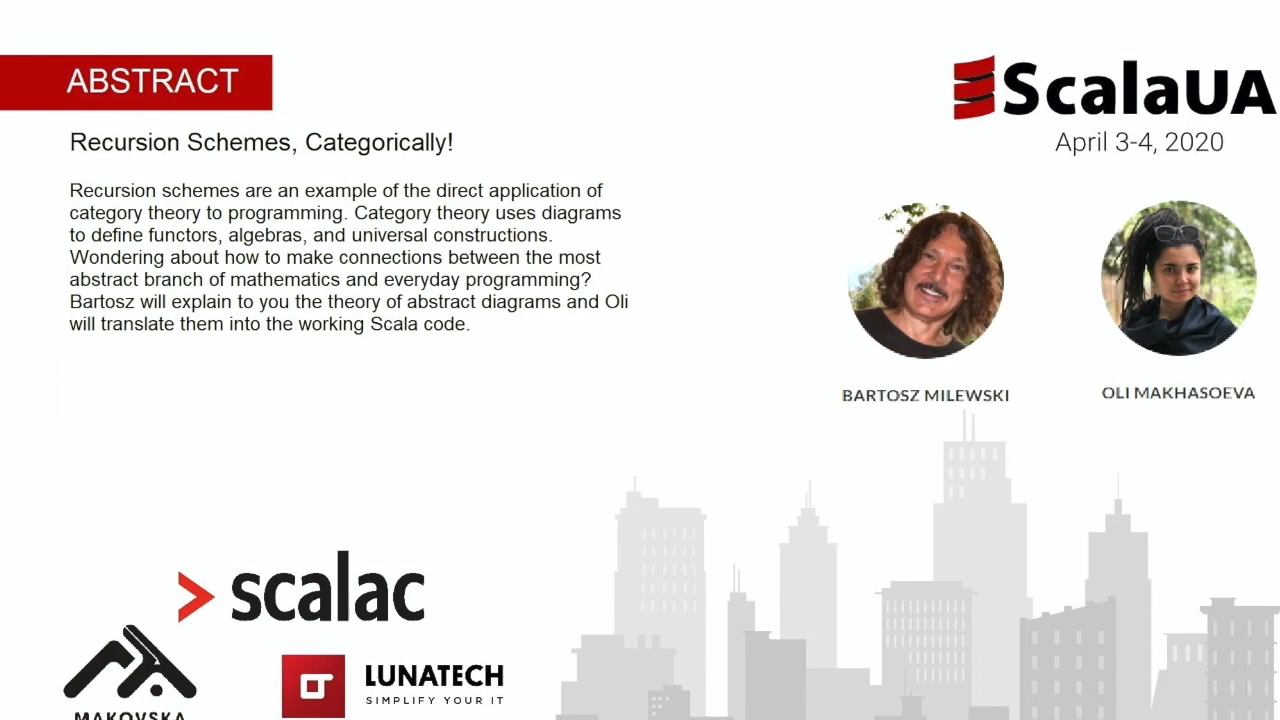 ABSTRACT
ScalaUA
April 3-4, 2020
Recursion Schemes, Categorically!
Recursion schemes are an example of the direct application of
category theory to programming. Category theory uses diagrams
to define functors, algebras, and universal constructions.
Wondering about how to make connections between the most
abstract branch of mathematics and everyday programming?
Bartosz will explain to you the theory of abstract diagrams and Oli
will translate them into the working Scala code.
BARTOSZ MILEWSKI
OLI MAKHASOEVA
scalac
LUNATECH
SIMPLIFY YOUR IT
MAKOVSKA